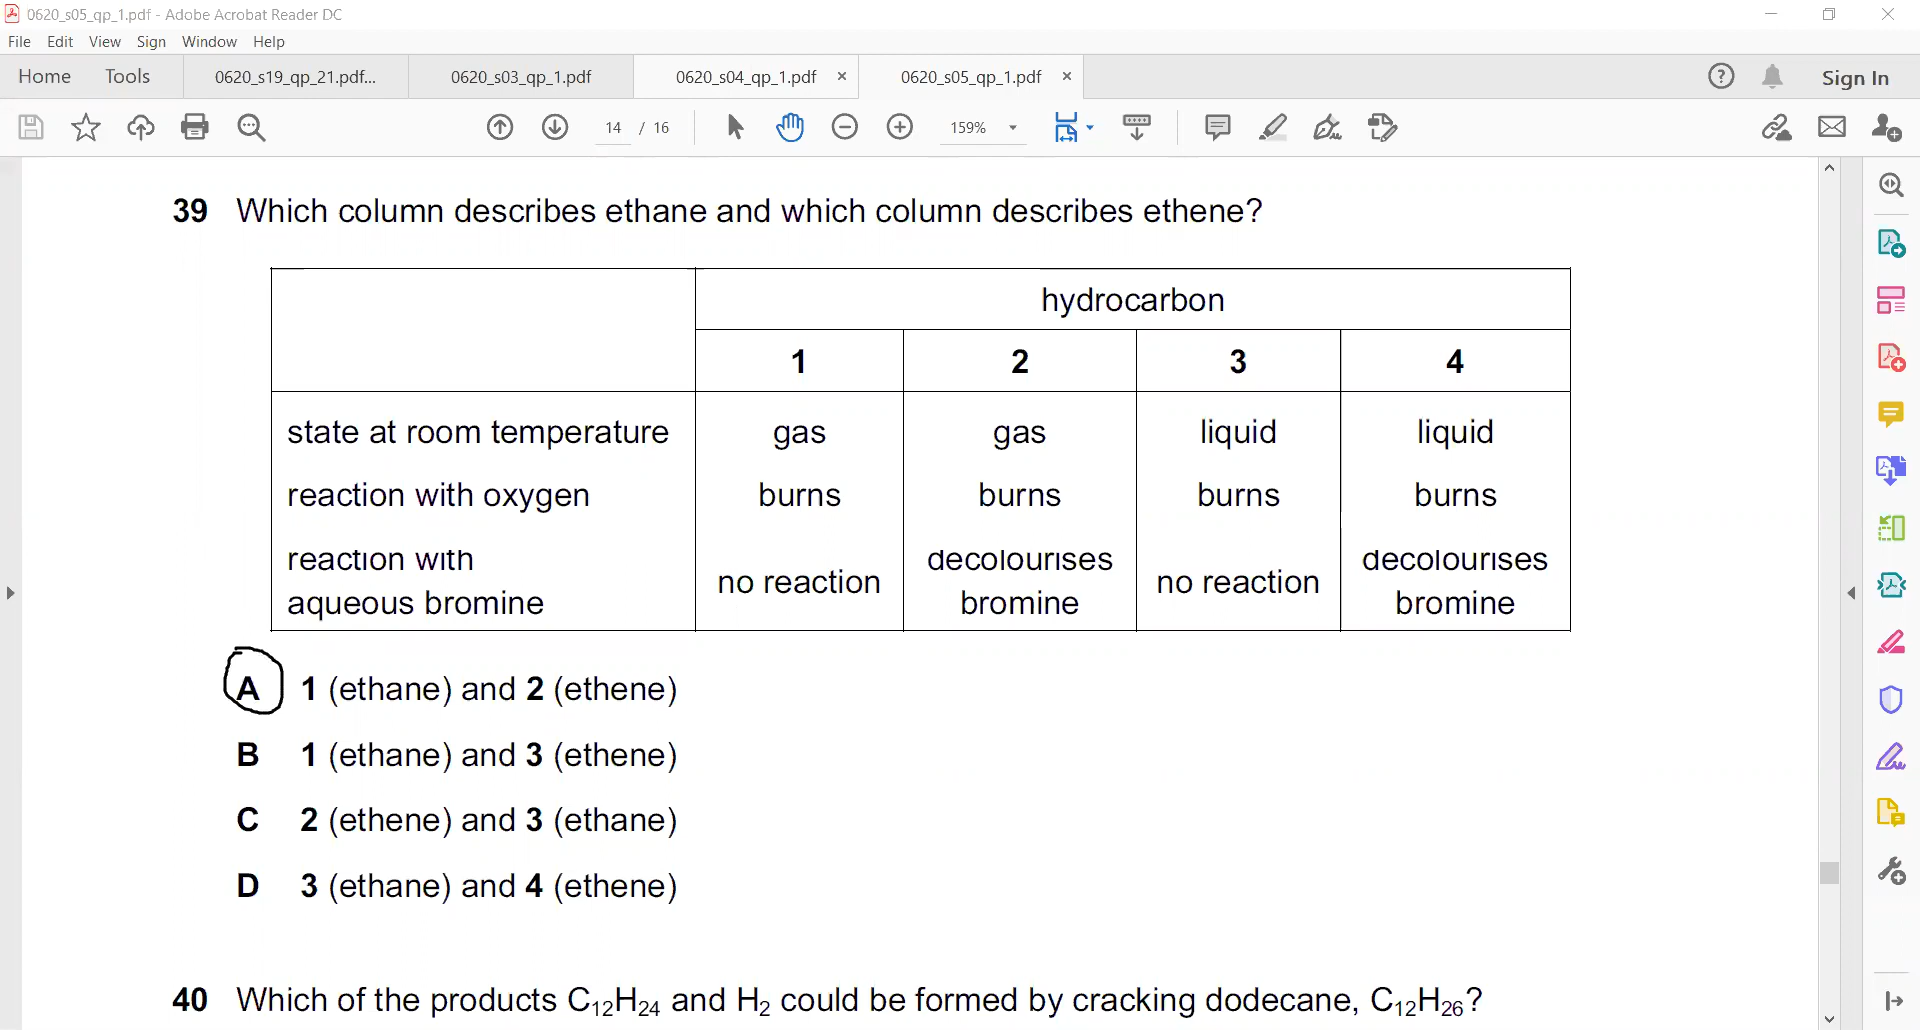 0620_s05_qp_1.pdf - Adobe Acrobat Reader DC
File Edit View Sign Window Help
Home Tools 0620_s19_qp_21.pdf... 0620_s03_qp_1.pdf 0620_s04_qp_1.pdf × 0620_s05_qp_1.pdf × Sign In
14 / 16 159%
39 Which column describes ethane and which column describes ethene?
hydrocarbon
1 2 3 4
state at room temperature gas gas liquid liquid
reaction with oxygen burns burns burns burns
reaction with aqueous bromine no reaction decolourises bromine no reaction decolourises bromine
A 1 (ethane) and 2 (ethene)
B 1 (ethane) and 3 (ethene)
C 2 (ethene) and 3 (ethane)
D 3 (ethane) and 4 (ethene)
40 Which of the products C₁₂H₂₄ and H₂ could be formed by cracking dodecane, C₁₂H₂₆?